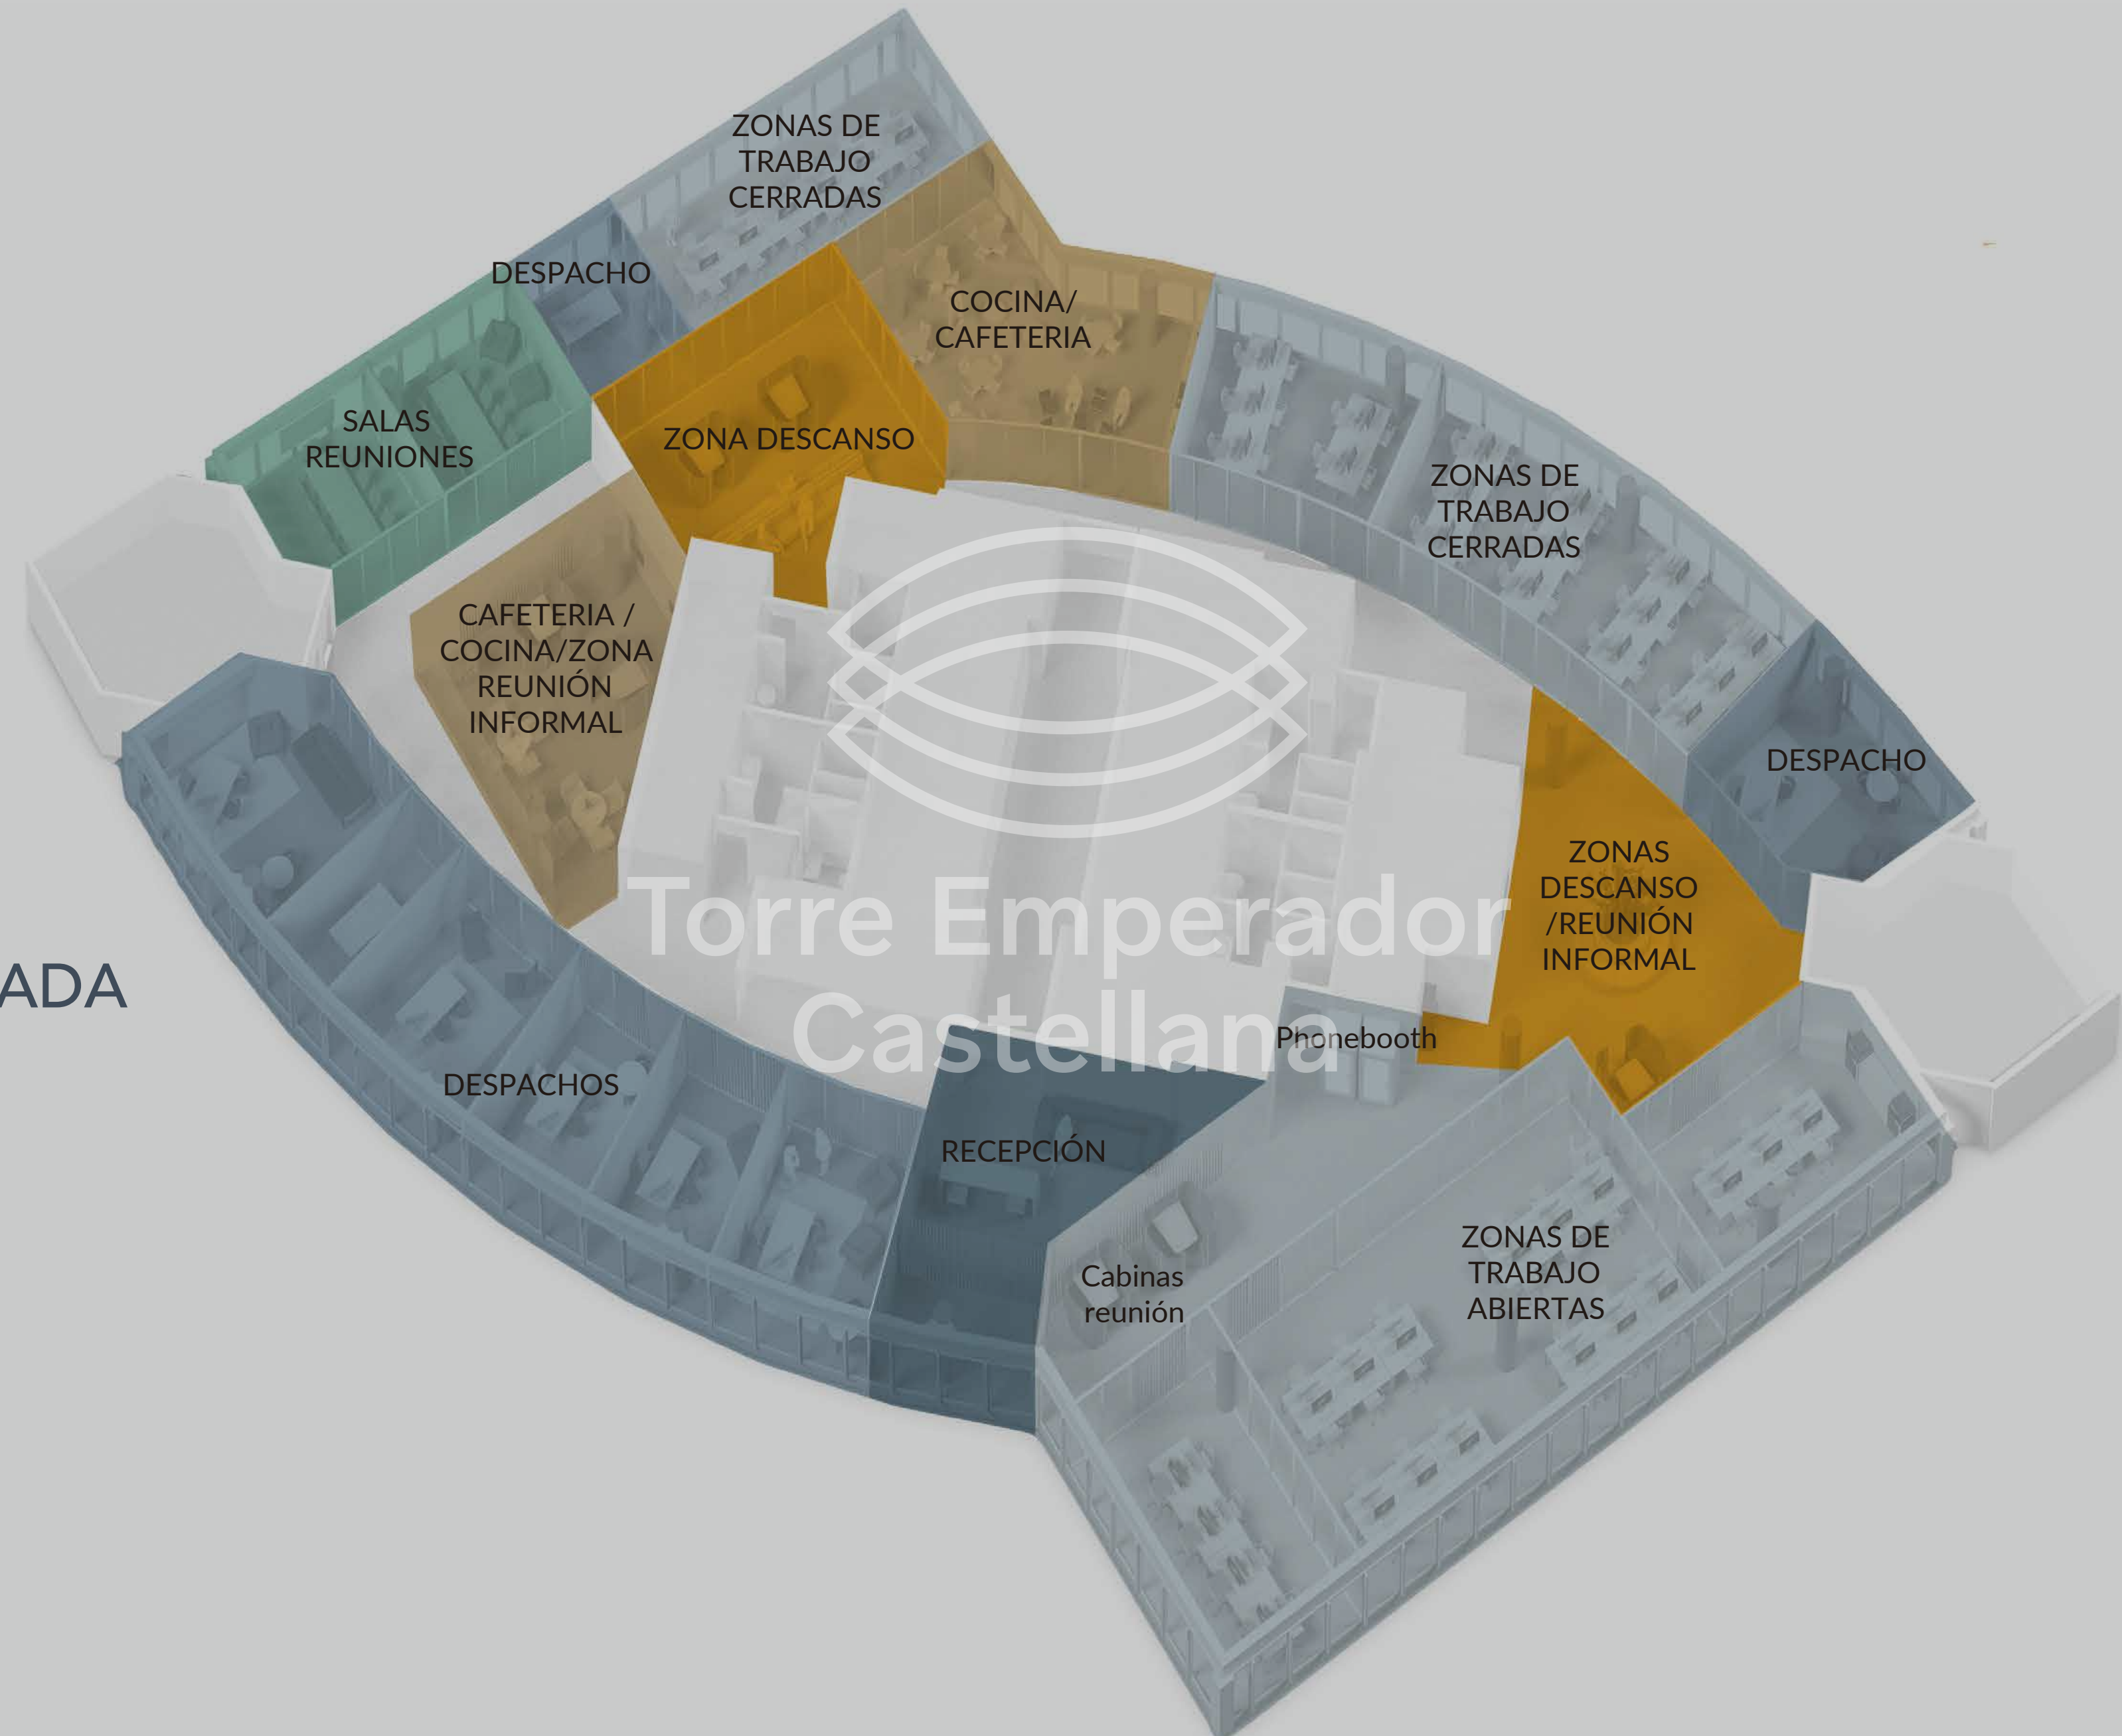 ZONAS DE
TRABAJO
CERRADAS
DESPACHO
COCINA/
CAFETERIA
SALAS
REUNIONES
ZONA DESCANSO
ZONAS DE
TRABAJO
CERRADAS
CAFETERIA /
COCINA/ZONA
REUNIÓN
INFORMAL
DESPACHO
ZONAS
DESCANSO
/REUNIÓN
INFORMAL
Torre Emperador
Castellana
ADA
Phonebooth
DESPACHOS
RECEPCIÓN
Cabinas
reunión
ZONAS DE
TRABAJO
ABIERTAS